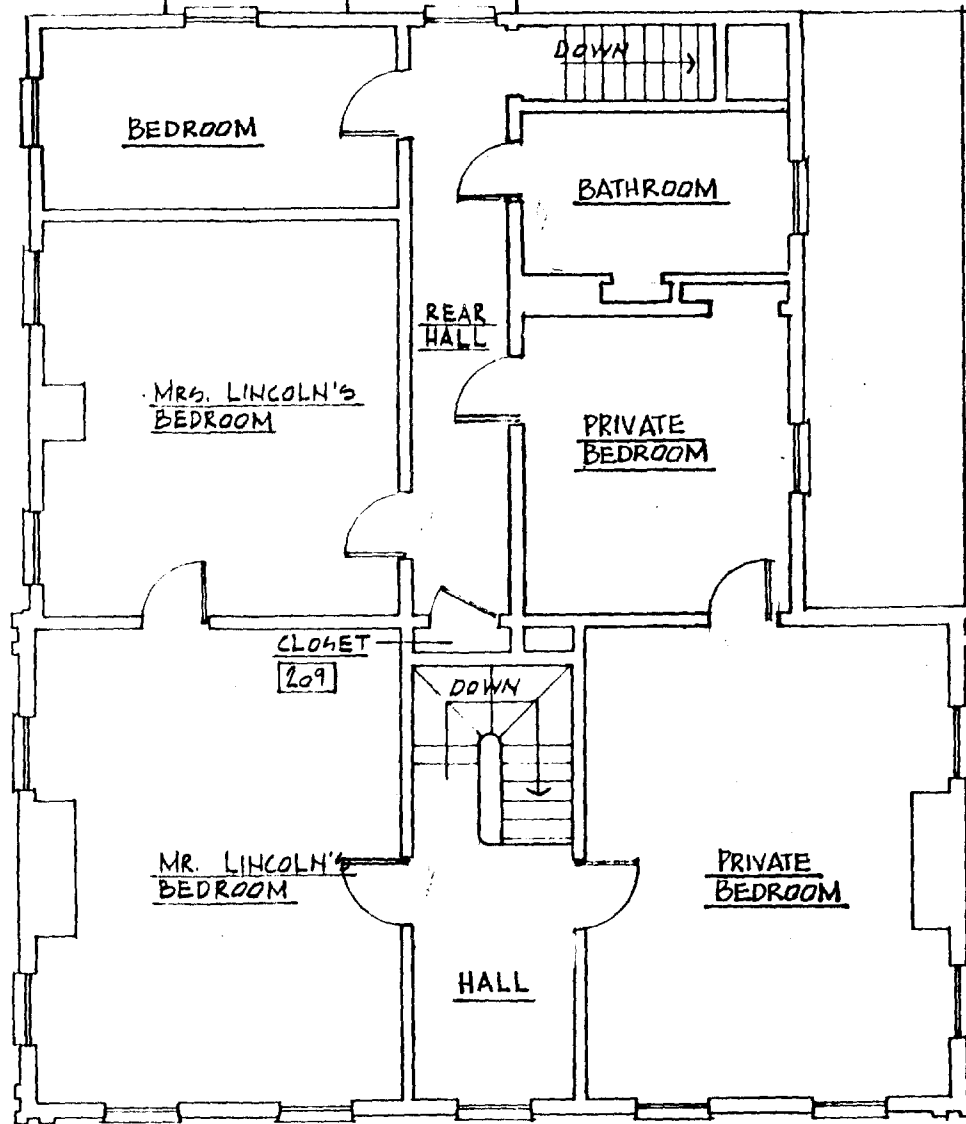 DOWN
BEDROOM
BATHROOM
REAR
HALL
MRS. LINCOLN'S
BEDROOM
PRIVATE
BEDROOM
CLOSET
209
DOWN
MR. LINCOLN'S
BEDROOM
PRIVATE
BEDROOM
HALL